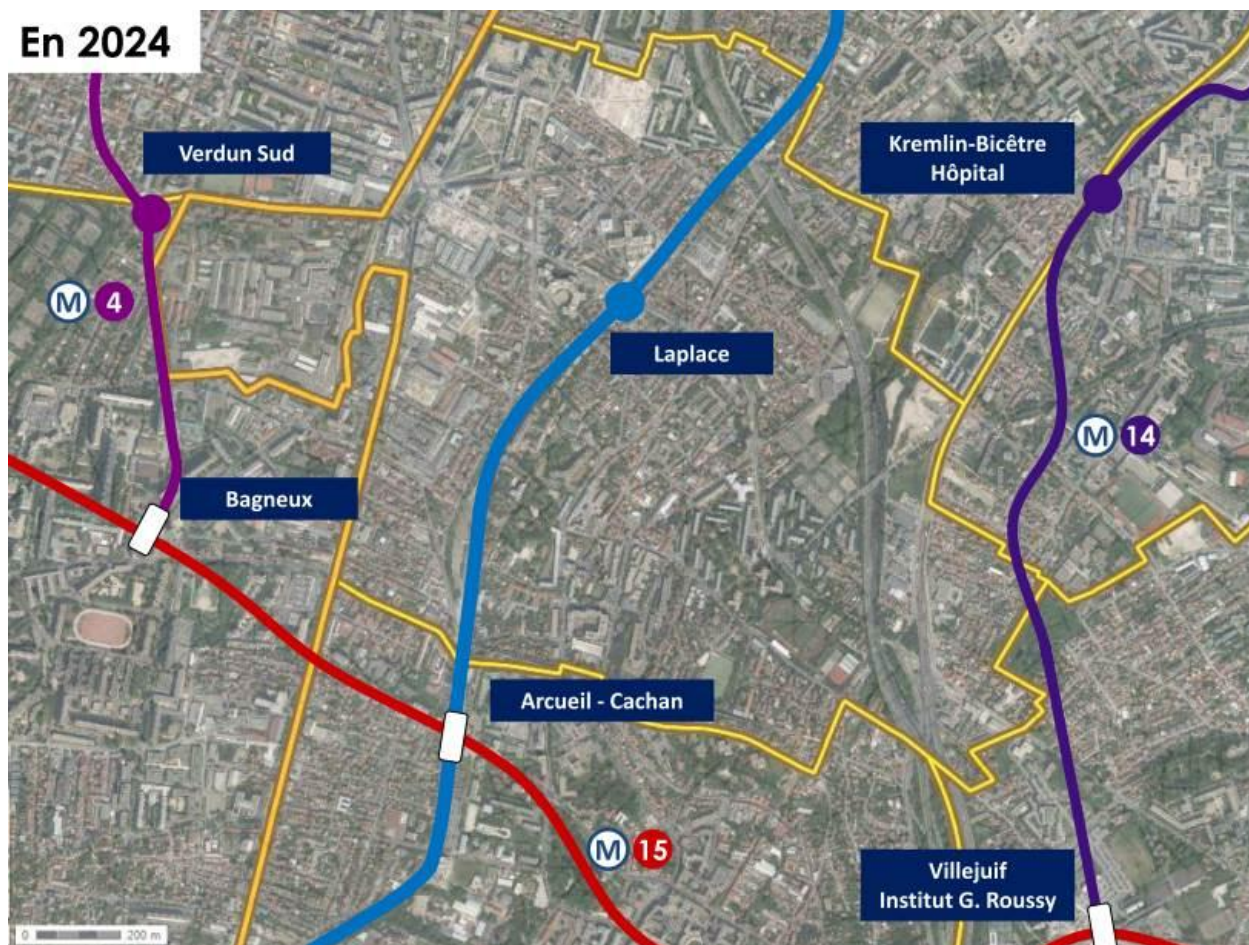 En 2024
Verdun Sud
Kremlin-Bicêtre
Hôpital
M 4
Laplace
M 14
Bagneux
Arcueil - Cachan
M 15
Villejuif
Institut G. Roussy
0 200 m